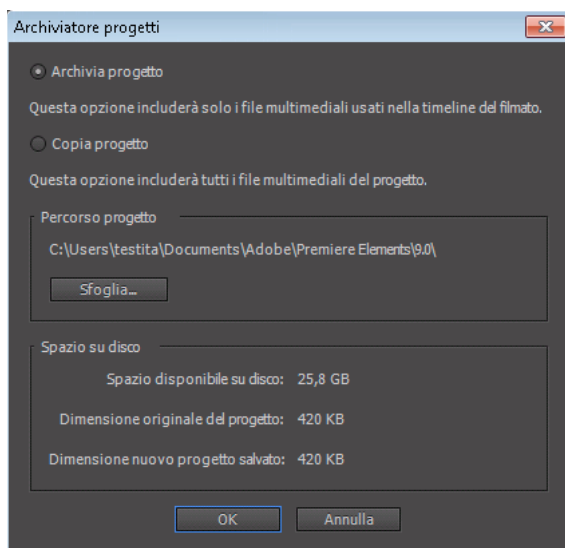 Archiviatore progetti
Archivia progetto
Questa opzione includerà solo i file multimediali usati nella timeline del filmato.
Copia progetto
Questa opzione includerà tutti i file multimediali del progetto.
Percorso progetto
C:\Users\testita\Documents\Adobe\Premiere Elements\9.0\
Sfoglia...
Spazio su disco
Spazio disponibile su disco: 25,8 GB
Dimensione originale del progetto: 420 KB
Dimensione nuovo progetto salvato: 420 KB
OK Annulla